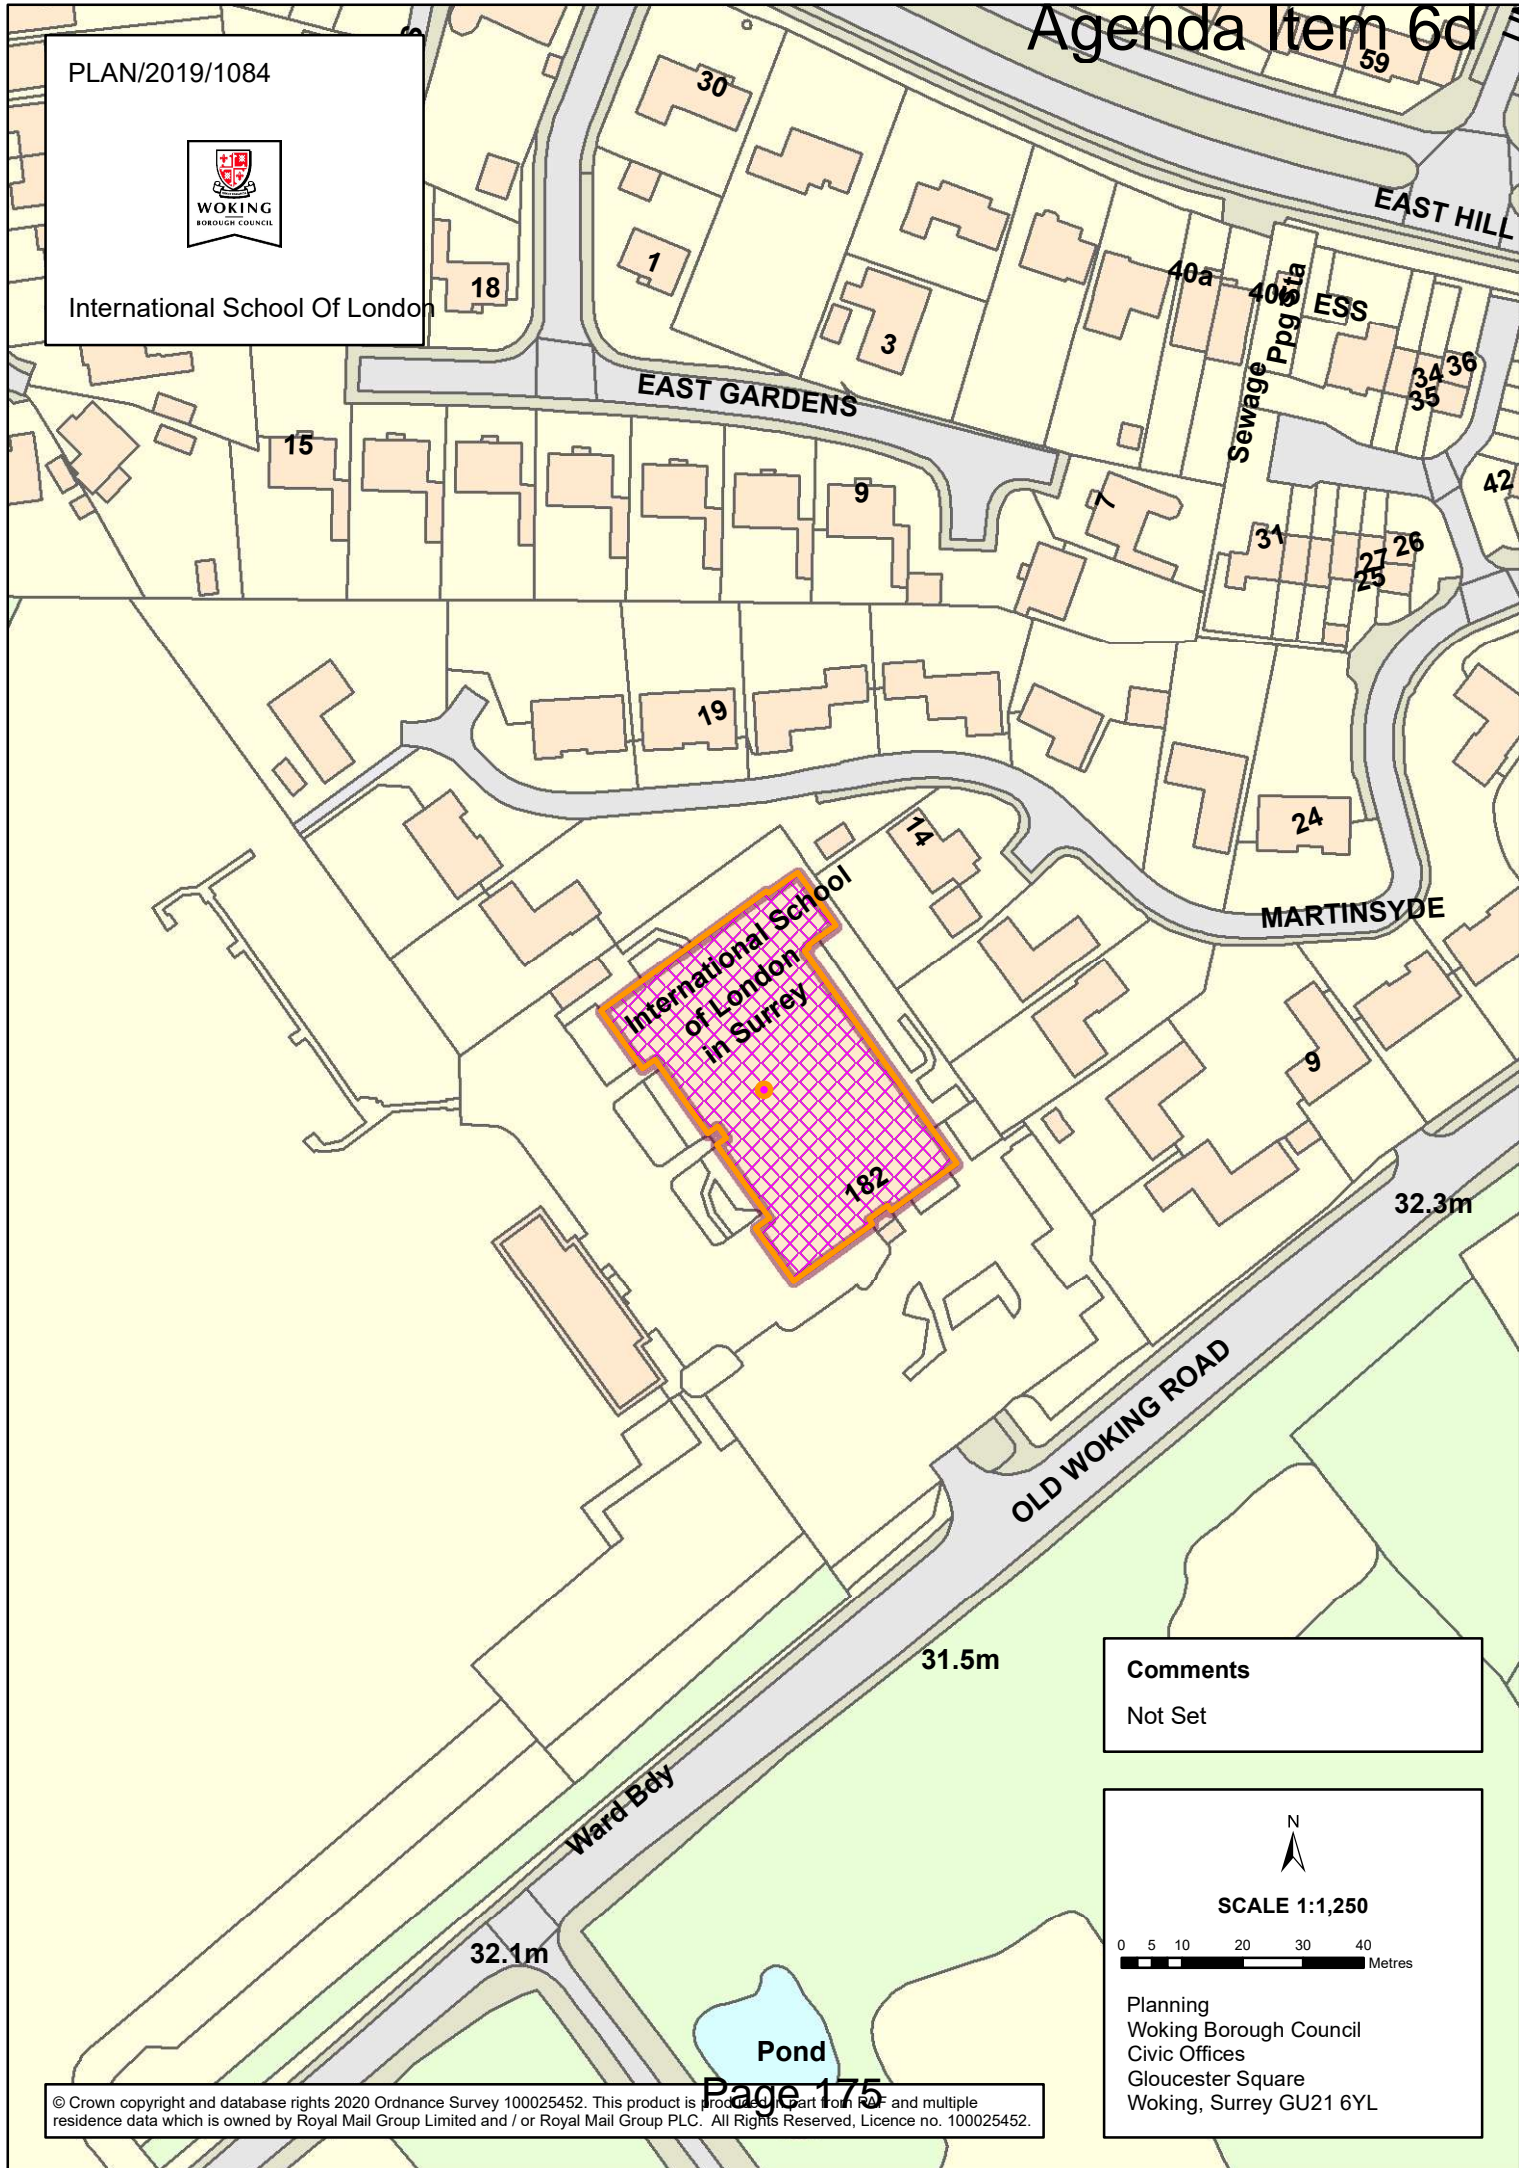 Agenda Item 6d
PLAN/2019/1084
WOKING
BOROUGH COUNCIL
International School Of London
30
59
1
18
3
EAST HILL
40a
40b
ESS
Sewage Ppg Sta
34
36
35
EAST GARDENS
15
9
7
42
31
27
26
25
19
14
24
MARTINSYDE
International School
of London
in Surrey
9
182
32.3m
OLD WOKING ROAD
31.5m
Ward Bdy
32.1m
Pond
Comments
Not Set
N
SCALE 1:1,250
0 5 10 20 30 40
Metres
Planning
Woking Borough Council
Civic Offices
Gloucester Square
Woking, Surrey GU21 6YL
Page 175
© Crown copyright and database rights 2020 Ordnance Survey 100025452. This product is produced in part from PAF and multiple
residence data which is owned by Royal Mail Group Limited and / or Royal Mail Group PLC. All Rights Reserved, Licence no. 100025452.